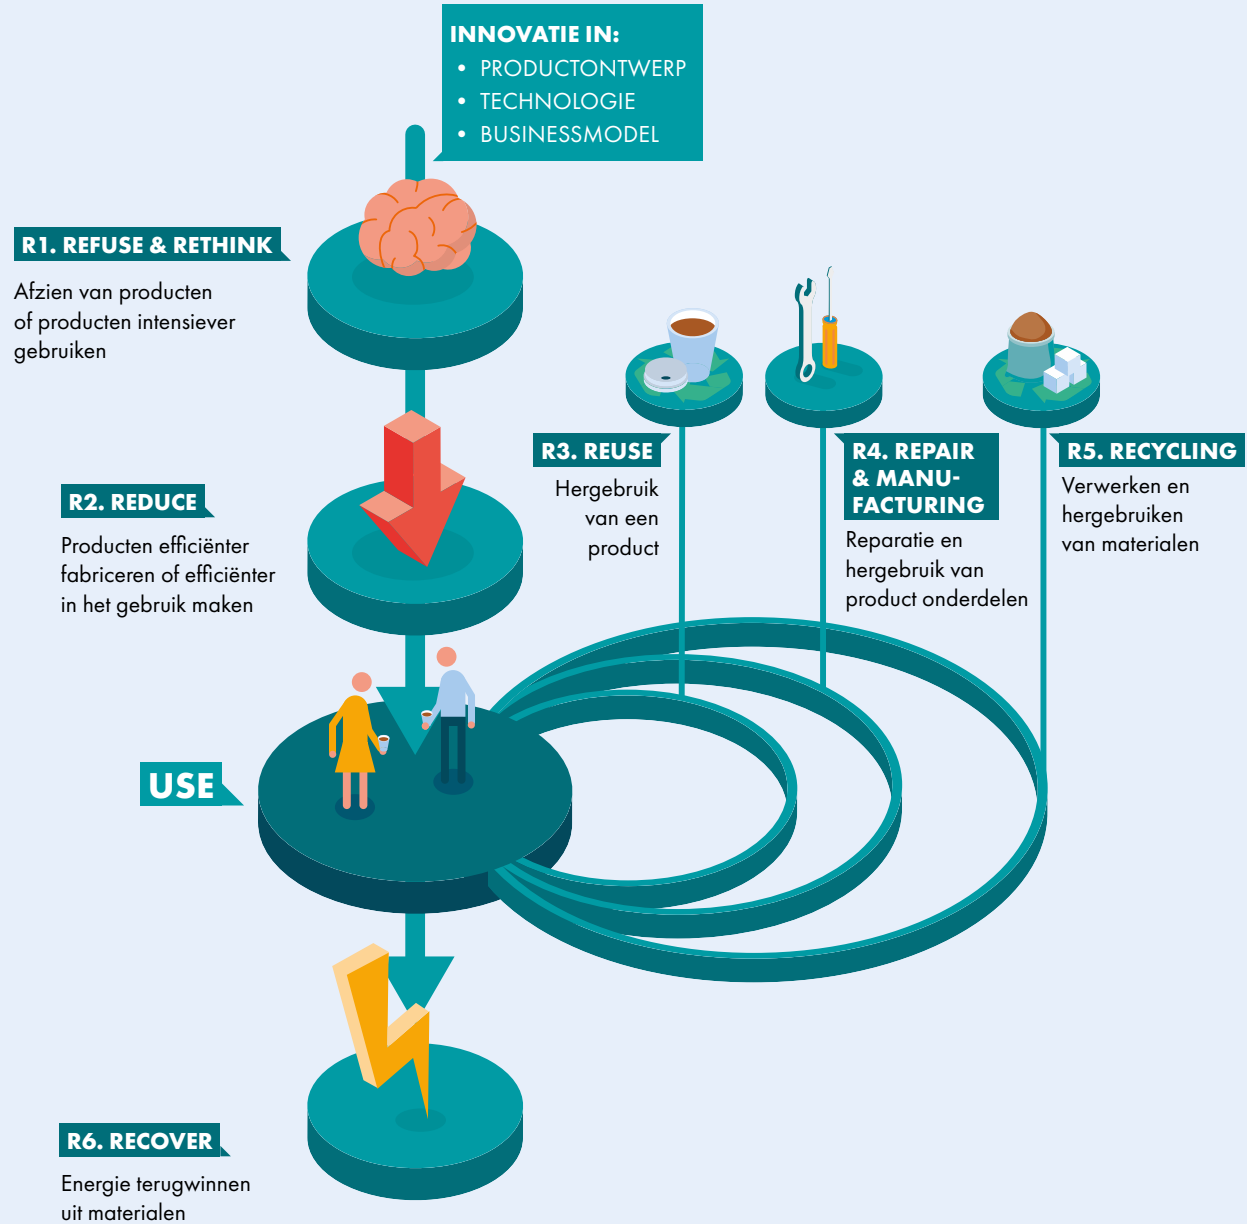 INNOVATIE IN:
• PRODUCTONTWERP
• TECHNOLOGIE
• BUSINESSMODEL
R1. REFUSE & RETHINK
Afzien van producten
of producten intensiever
gebruiken
R2. REDUCE
Producten efficiënter
fabriceren of efficiënter
in het gebruik maken
R3. REUSE
Hergebruik
van een
product
R4. REPAIR
& MANU-
FACTURING
Reparatie en
hergebruik van
product onderdelen
R5. RECYCLING
Verwerken en
hergebruiken
van materialen
USE
R6. RECOVER
Energie terugwinnen
uit materialen